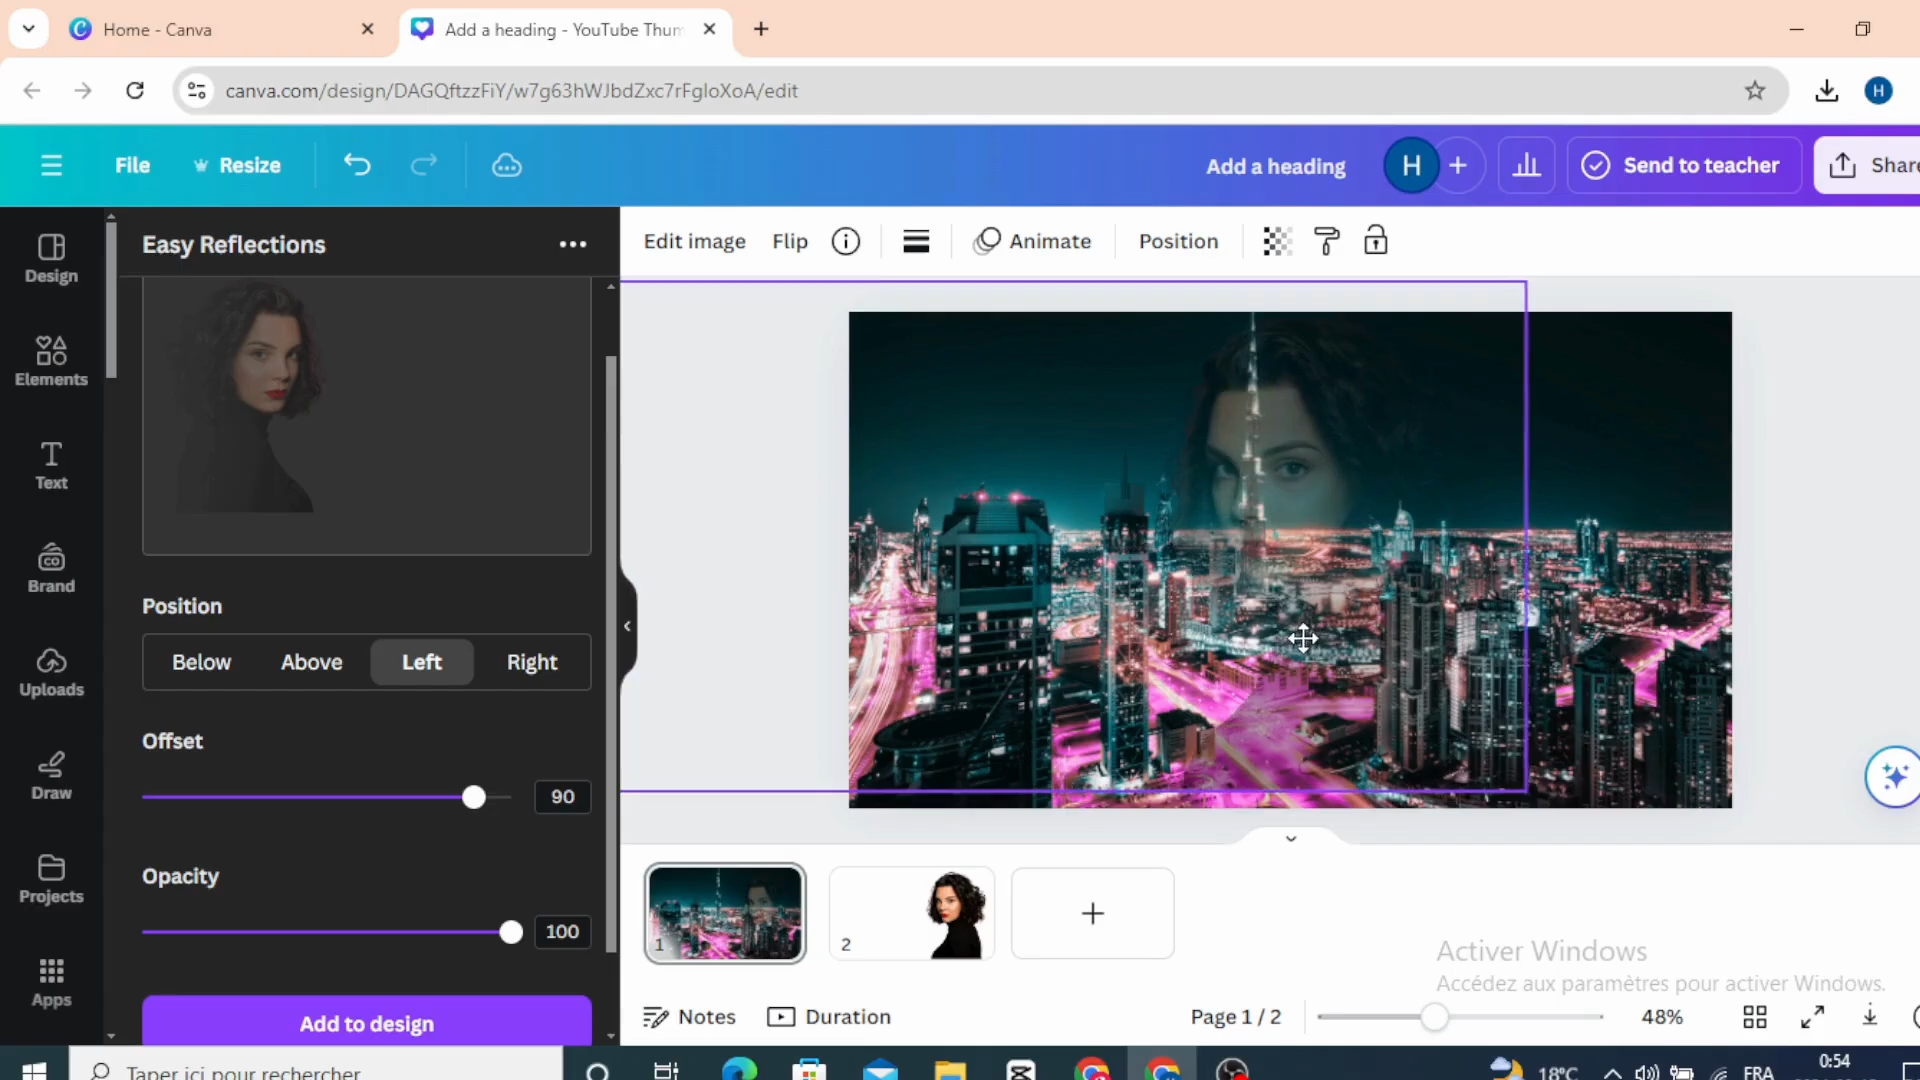 Home - Canva
Add a heading - YouTube Thum
canva.com/design/DAGQftzzFiY/w7g63hWJbdZxc7rFgloXoA/edit
H
File
Resize
Add a heading
H
Send to teacher
Share
Design
Elements
Text
Brand
Uploads
Draw
Projects
Apps
Easy Reflections
Position
Below
Above
Left
Right
Offset
90
Opacity
100
Add to design
Edit image
Flip
Animate
Position
1
2
Activer Windows
Accédez aux paramètres pour activer Windows.
Notes
Duration
Page 1 / 2
48%
Taper ici pour rechercher
18°C
FRA
0:54